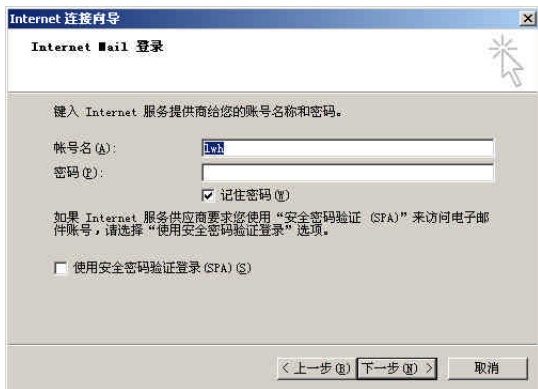 Internet 连接向导
Internet Mail 登录
键入 Internet 服务提供商给您的账号名称和密码。
帐号名(A):
lwh
密码(P):
记住密码(W)
如果 Internet 服务供应商要求您使用“安全密码验证 (SPA)”来访问电子邮
件账号,请选择“使用安全密码验证登录”选项。
使用安全密码验证登录(SPA)(S)
<上一步(B)
下一步(N) >
取消